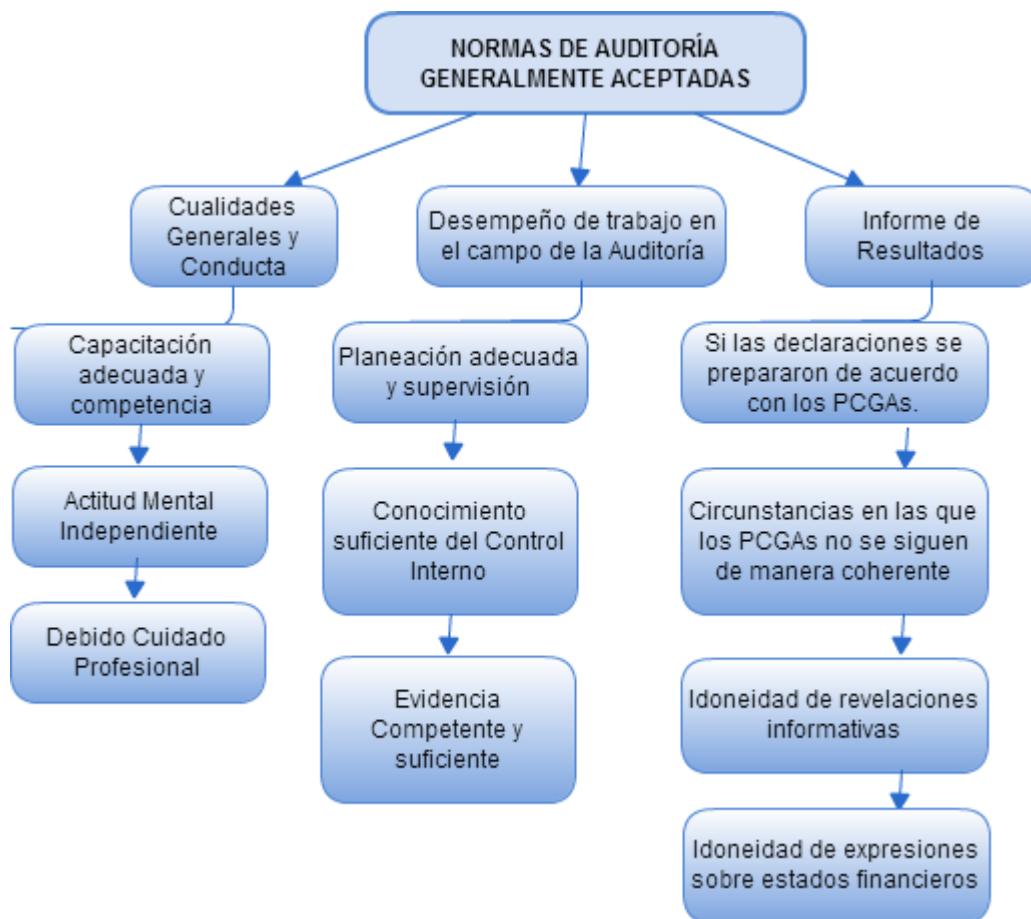 NORMAS DE AUDITORÍA
GENERALMENTE ACEPTADAS
Cualidades
Generales y
Conducta
Capacitación
adecuada y
competencia
Actitud Mental
Independiente
Debido Cuidado
Profesional
Desempeño de trabajo en
el campo de la Auditoría
Planeación adecuada
y supervisión
Conocimiento
suficiente del Control
Interno
Evidencia
Competente y
suficiente
Informe de
Resultados
Si las declaraciones se
prepararon de acuerdo
con los PCGAs.
Circunstancias en las que
los PCGAs no se siguen
de manera coherente
Idoneidad de revelaciones
informativas
Idoneidad de expresiones
sobre estados financieros